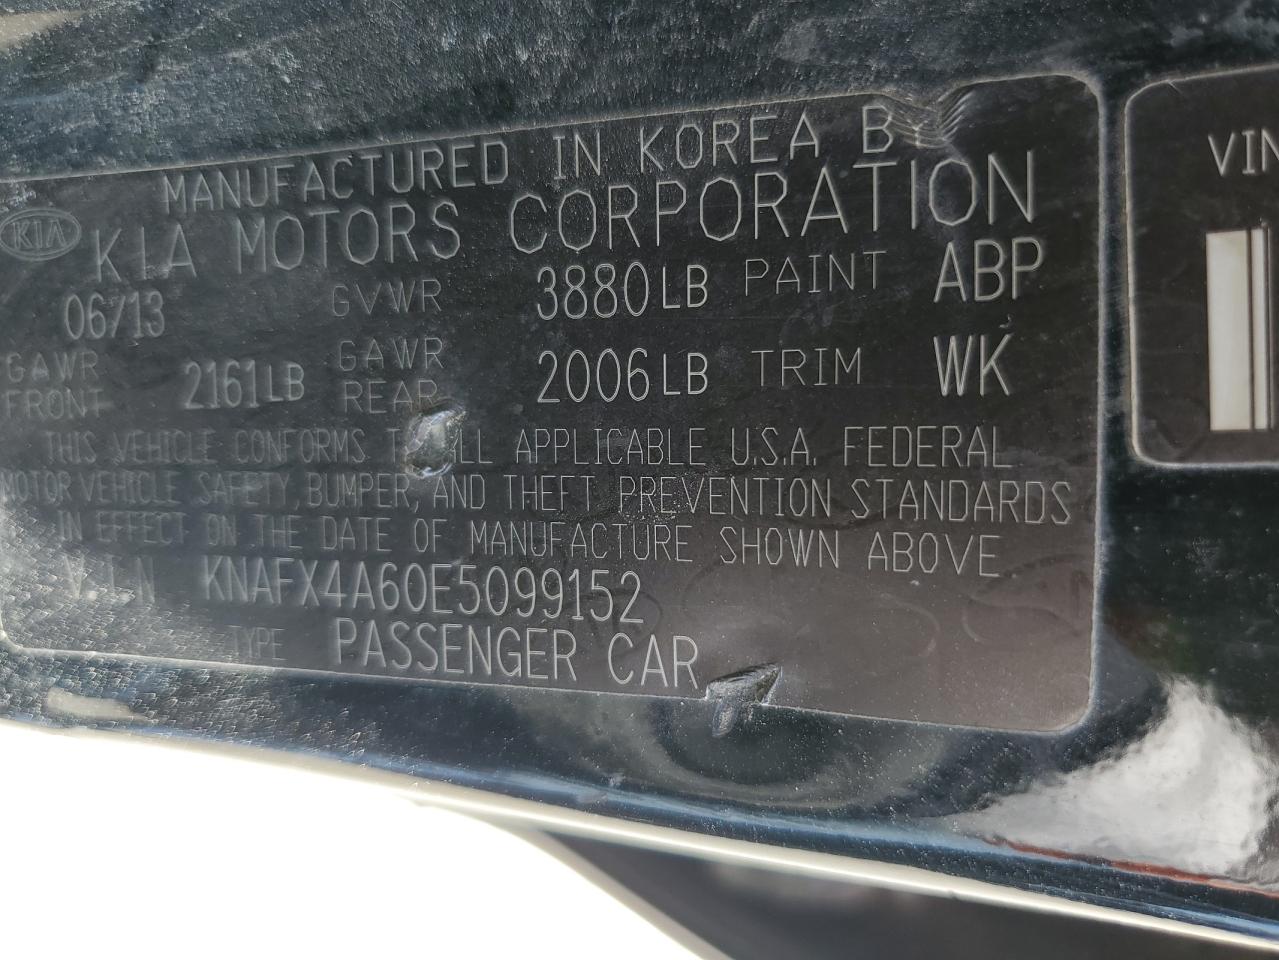 MANUFACTURED IN KOREA BY
KIA
KIA MOTORS CORPORATION
06/13 GVWR 3880LB PAINT ABP
GAWR FRONT 2161LB GAWR REAR 2006LB TRIM WK
THIS VEHICLE CONFORMS TO ALL APPLICABLE U.S.A. FEDERAL
MOTOR VEHICLE SAFETY, BUMPER, AND THEFT PREVENTION STANDARDS
IN EFFECT ON THE DATE OF MANUFACTURE SHOWN ABOVE
V.I.N KNAFX4A60E5099152
TYPE PASSENGER CAR
VIN